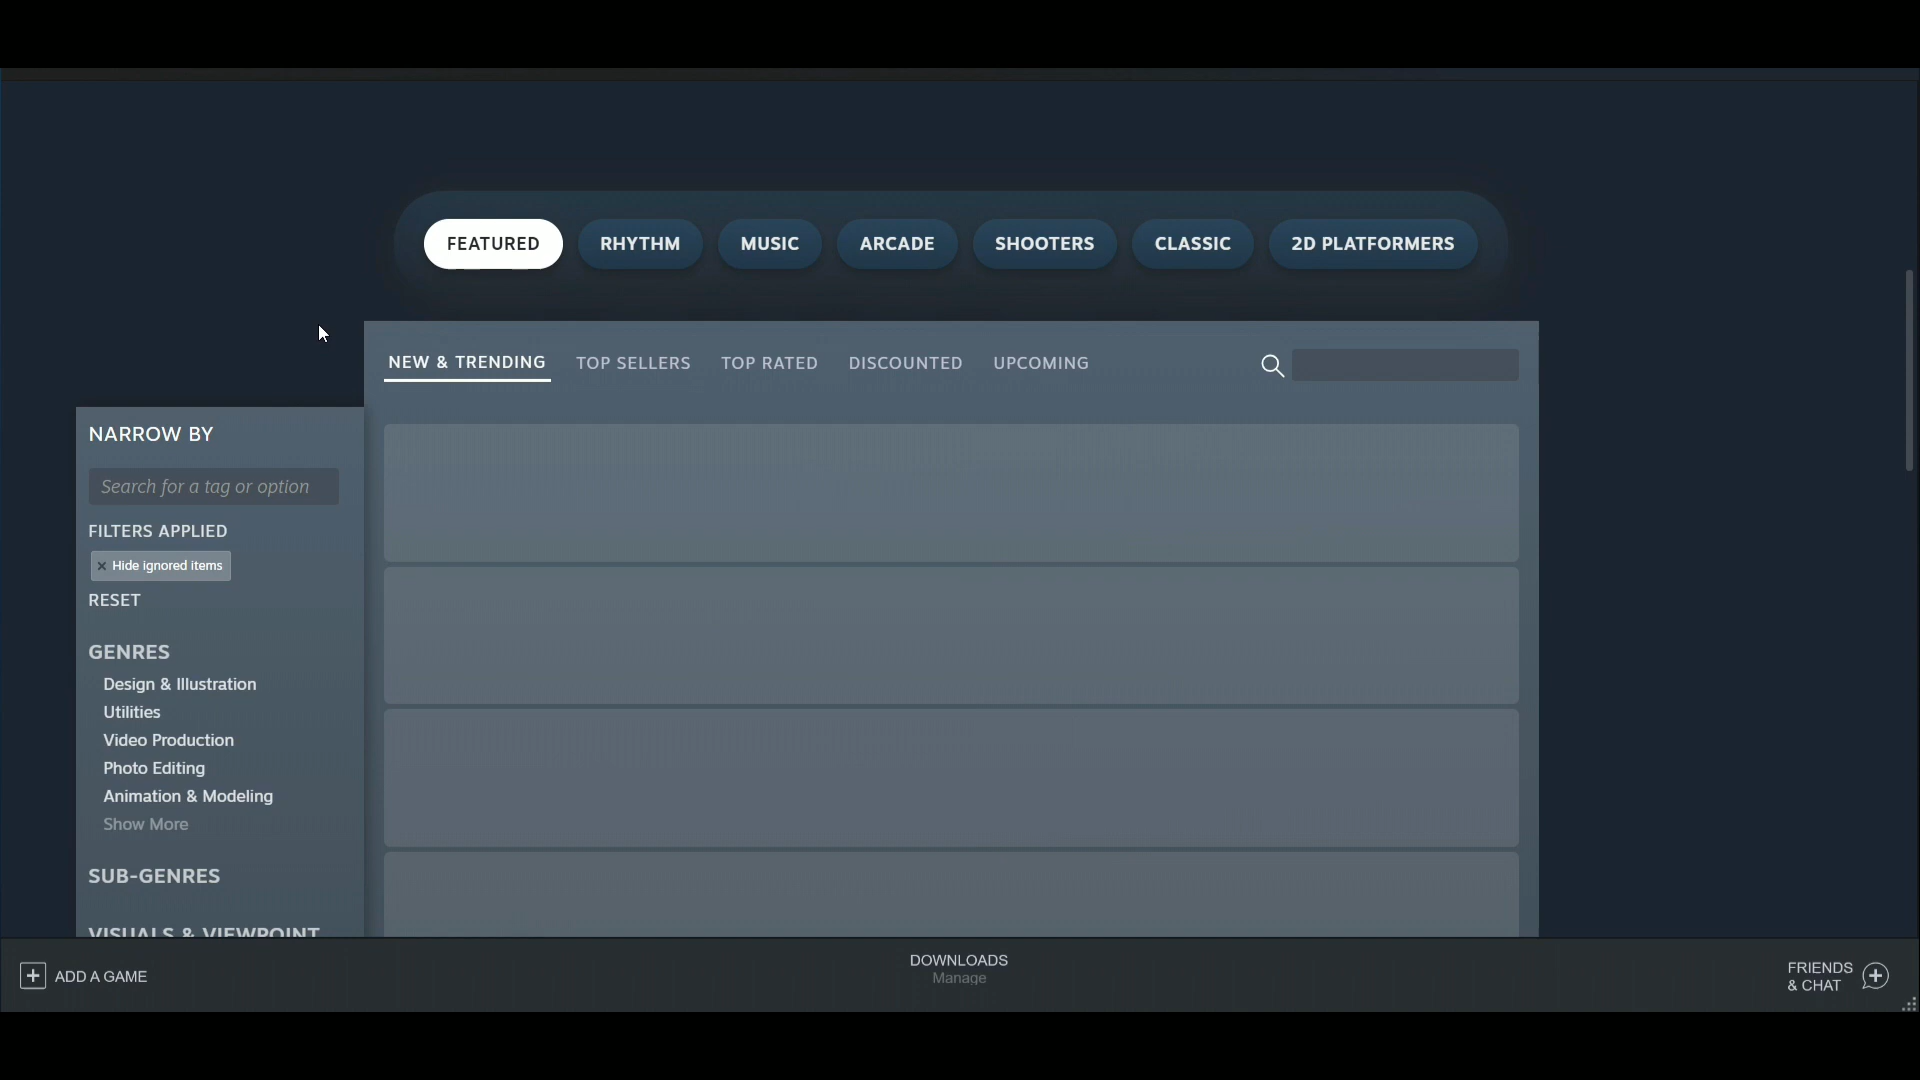 FEATURED RHYTHM MUSIC ARCADE SHOOTERS CLASSIC 2D PLATFORMERS
NEW & TRENDING TOP SELLERS TOP RATED DISCOUNTED UPCOMING
NARROW BY
Search for a tag or option
FILTERS APPLIED
× Hide ignored items
RESET
GENRES
Design & Illustration
Utilities
Video Production
Photo Editing
Animation & Modeling
Show More
SUB-GENRES
VISUALS & VIEWPOINT
ADD A GAME
DOWNLOADS
Manage
FRIENDS
& CHAT